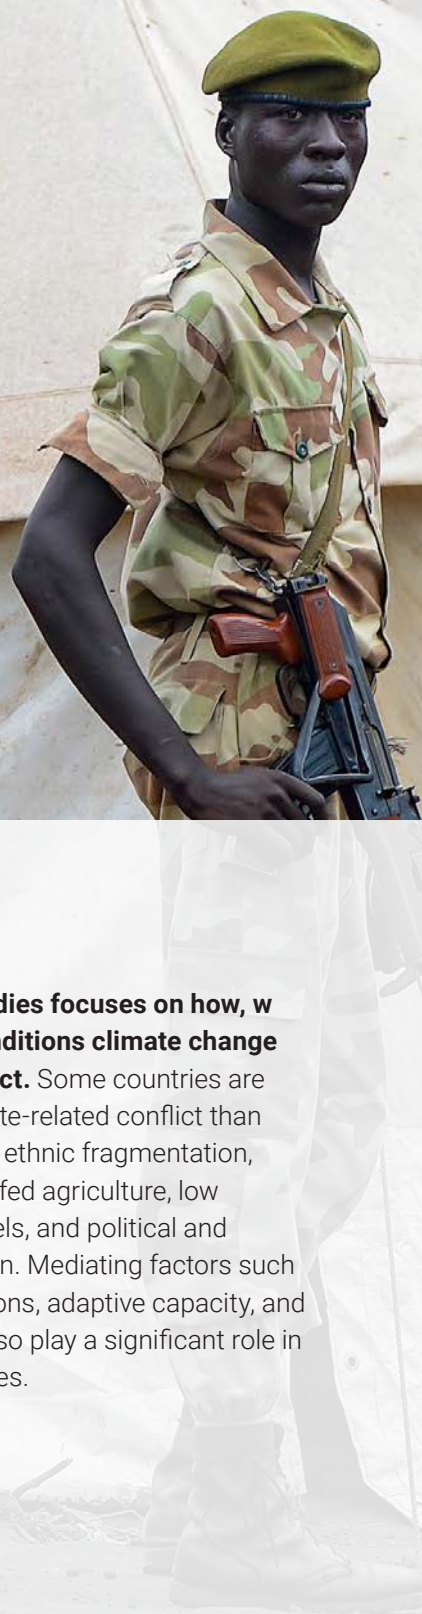 dies focuses on how, w
ditions climate change
ct. Some countries are
te-related conflict than
ethnic fragmentation,
fed agriculture, low
els, and political and
n. Mediating factors such
ons, adaptive capacity, and
so play a significant role in
es.